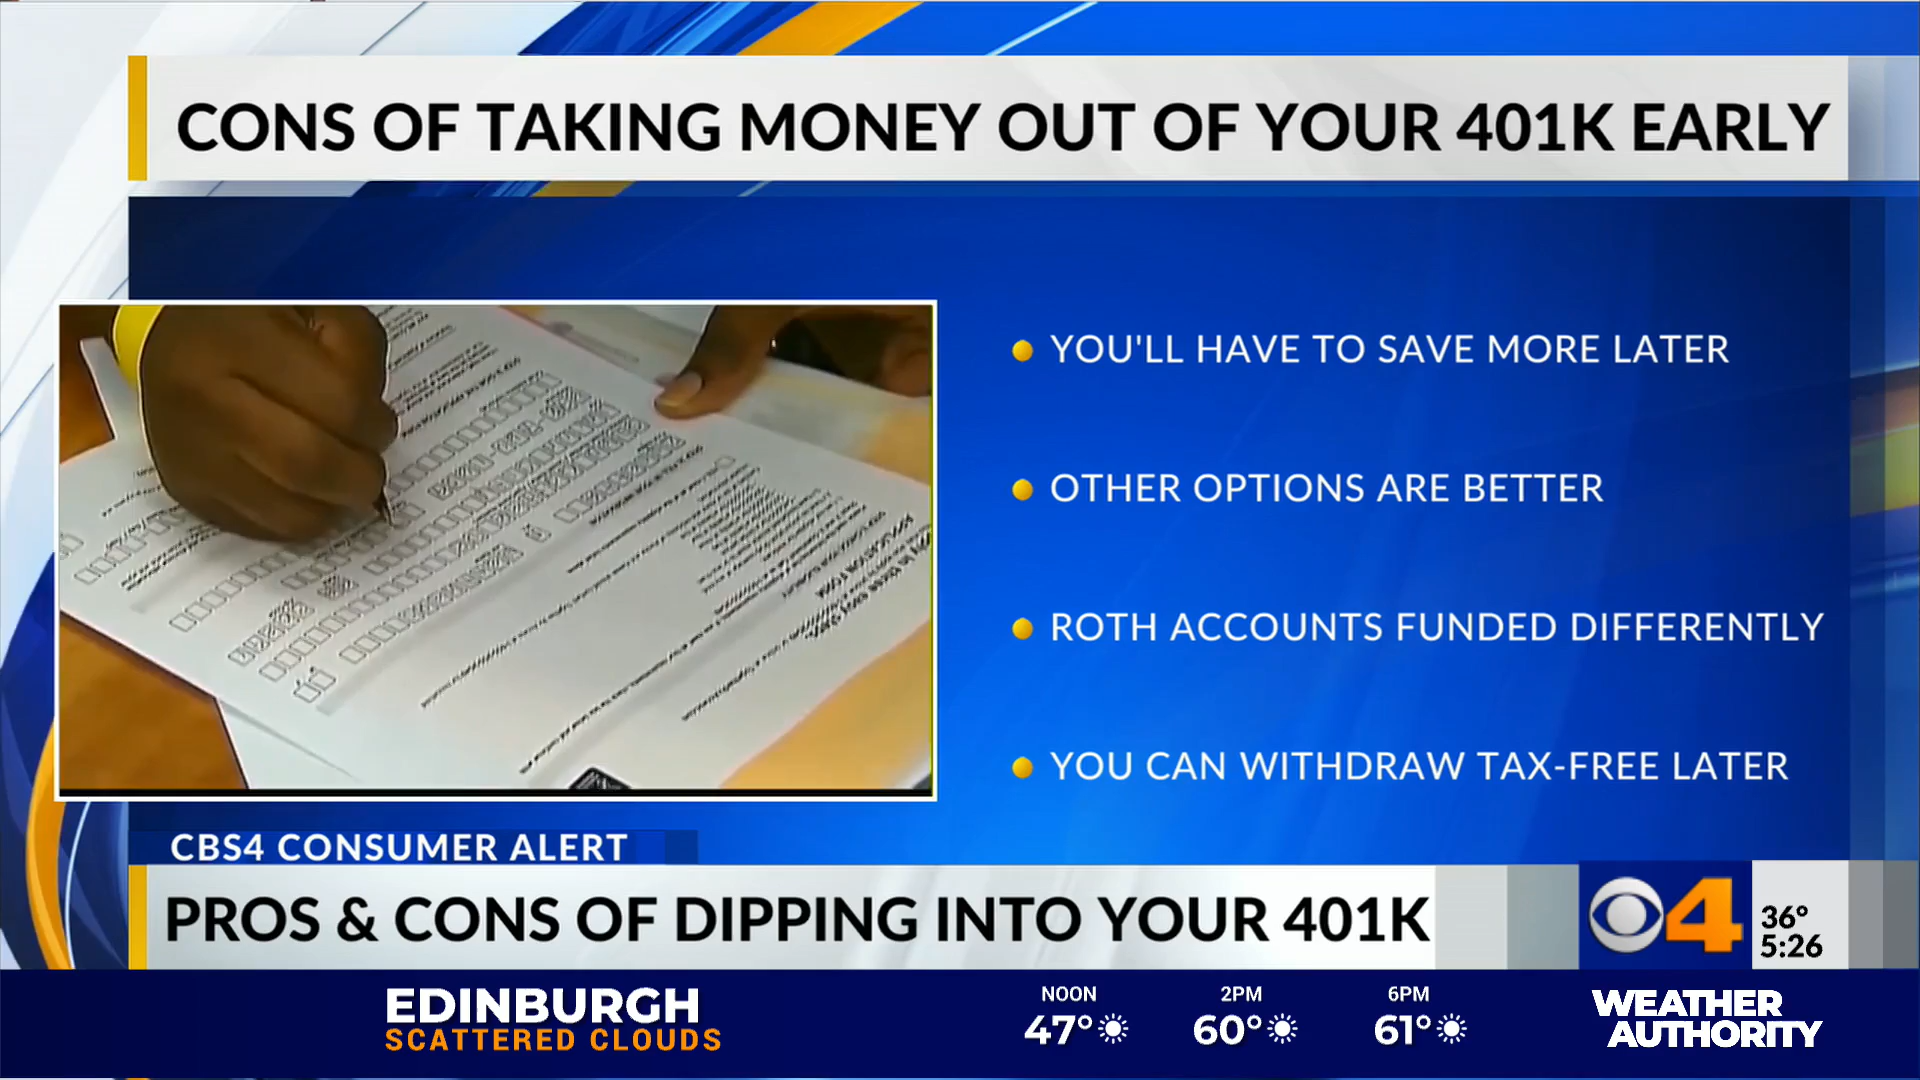 CONS OF TAKING MONEY OUT OF YOUR 401K EARLY
YOU'LL HAVE TO SAVE MORE LATER
OTHER OPTIONS ARE BETTER
ROTH ACCOUNTS FUNDED DIFFERENTLY
YOU CAN WITHDRAW TAX-FREE LATER
CBS4 CONSUMER ALERT
PROS & CONS OF DIPPING INTO YOUR 401K
4
36°
5:26
EDINBURGH
SCATTERED CLOUDS
NOON
47°
2PM
60°
6PM
61°
WEATHER
AUTHORITY